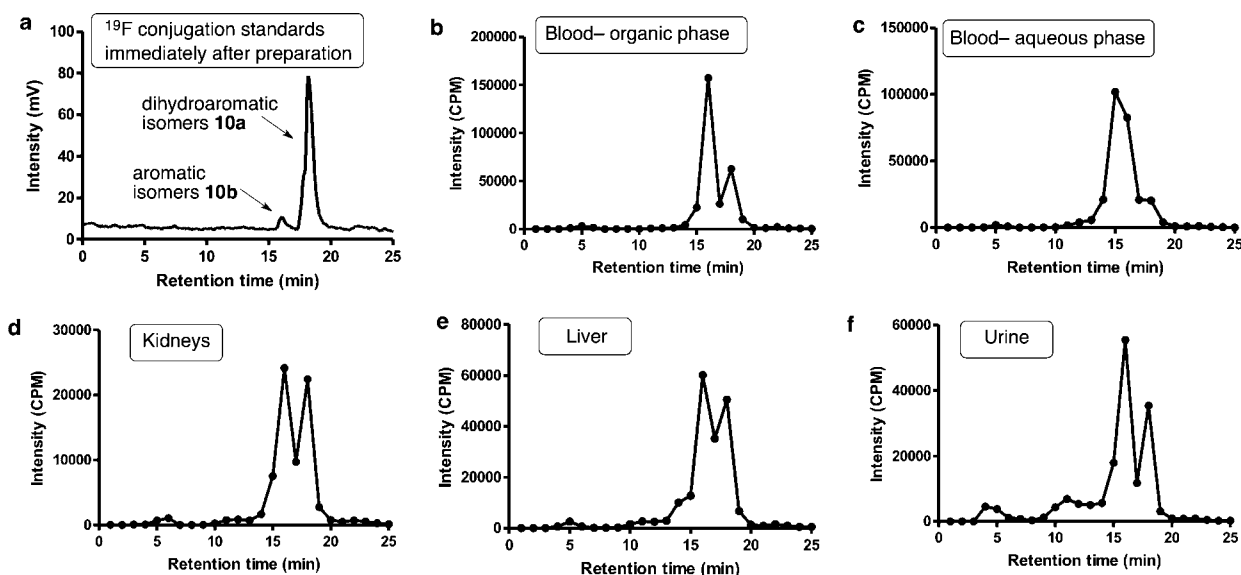 a
¹⁹F conjugation standards
immediately after preparation
100
80
60
40
20
0
Intensity (mV)
dihydroaromatic
isomers 10a
aromatic
isomers 10b
0 5 10 15 20 25
Retention time (min)
b
Blood– organic phase
200000
150000
100000
50000
0
Intensity (CPM)
0 5 10 15 20 25
Retention time (min)
c
Blood– aqueous phase
150000
100000
50000
0
Intensity (CPM)
0 5 10 15 20 25
Retention time (min)
d
Kidneys
30000
20000
10000
0
Intensity (CPM)
0 5 10 15 20 25
Retention time (min)
e
Liver
80000
60000
40000
20000
0
Intensity (CPM)
0 5 10 15 20 25
Retention time (min)
f
Urine
60000
40000
20000
0
Intensity (CPM)
0 5 10 15 20 25
Retention time (min)